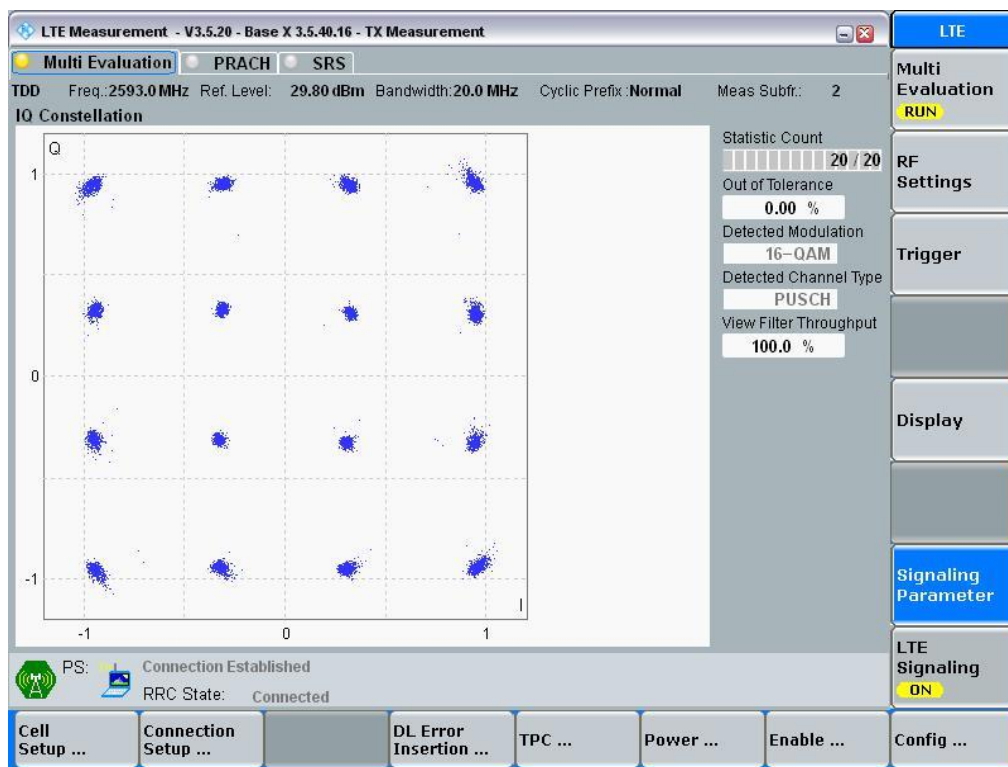 LTE Measurement - V3.5.20 - Base X 3.5.40.16 - TX Measurement
LTE
Multi Evaluation PRACH SRS
TDD Freq.:2593.0 MHz Ref. Level: 29.80 dBm Bandwidth:20.0 MHz Cyclic Prefix :Normal Meas Subfr.: 2
IQ Constellation
Q
1
0
-1
-1 0 1
I
Statistic Count
20 / 20
Out of Tolerance
0.00 %
Detected Modulation
16-QAM
Detected Channel Type
PUSCH
View Filter Throughput
100.0 %
Multi
Evaluation
RUN
RF
Settings
Trigger
Display
Signaling
Parameter
LTE
Signaling
ON
PS: Connection Established
RRC State: Connected
Cell
Setup ...
Connection
Setup ...
DL Error
Insertion ...
TPC ...
Power ...
Enable ...
Config ...